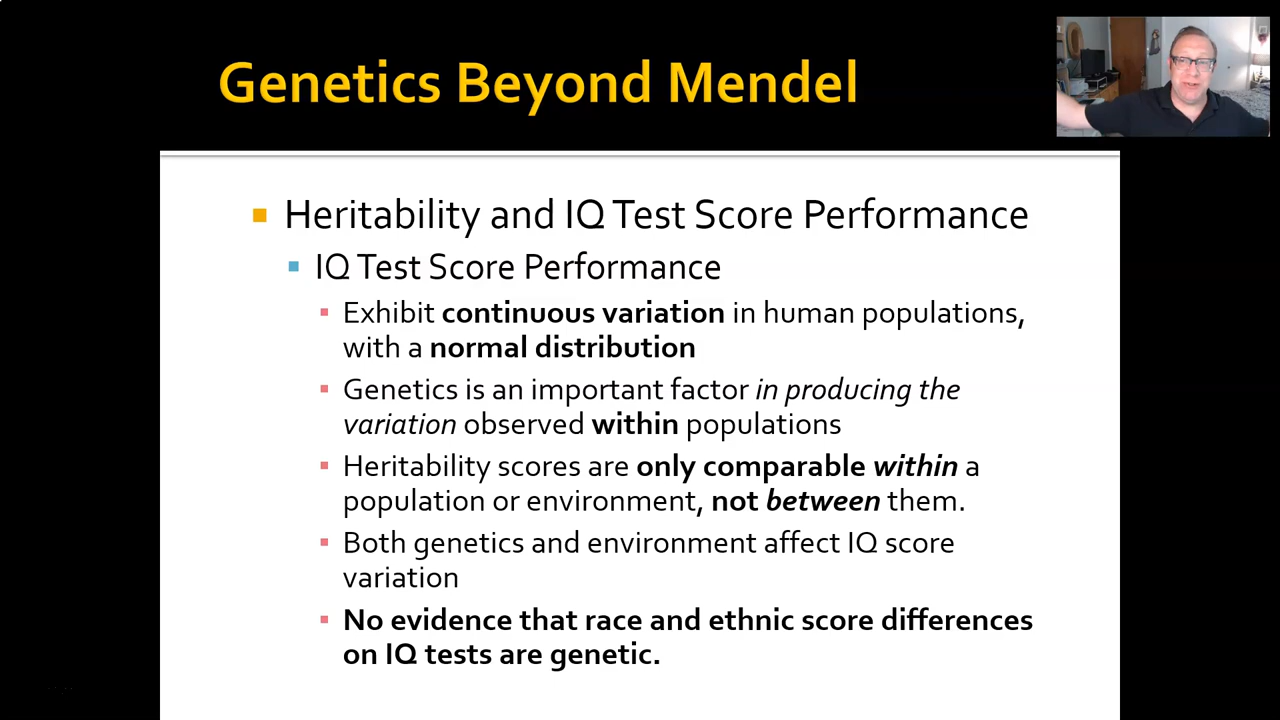 Genetics Beyond Mendel
Heritability and IQ Test Score Performance
IQ Test Score Performance
Exhibit continuous variation in human populations,
with a normal distribution
Genetics is an important factor in producing the
variation observed within populations
Heritability scores are only comparable within a
population or environment, not between them.
Both genetics and environment affect IQ score
variation
No evidence that race and ethnic score differences
on IQ tests are genetic.